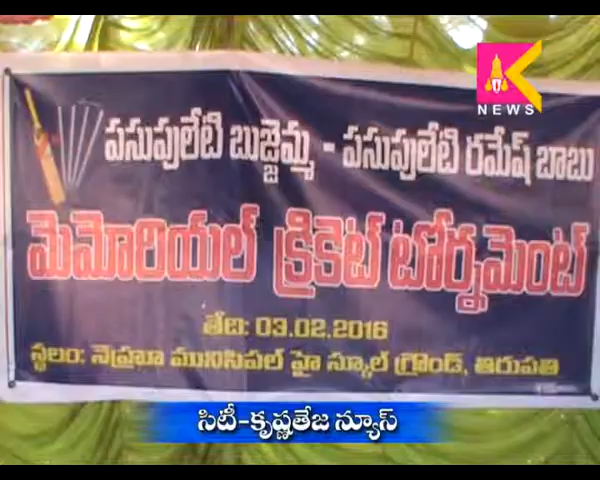 K
NEWS
పసుపులేటి బుజ్జెమ్మ - పసుపులేటి రమేష్ బాబు
మెమోరియల్ క్రికెట్ టోర్నమెంట్
తేది: 03.02.2016
స్థలం: నెహ్రూ మునిసిపల్ హై స్కూల్ గ్రౌండ్, తిరుపతి
సిటీ-కృష్ణతేజ న్యూస్